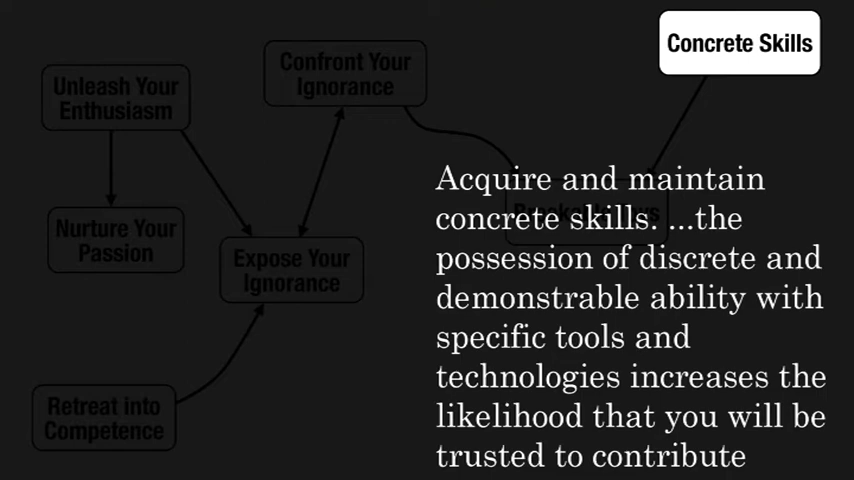 Concrete Skills
Confront Your
Ignorance
Unleash Your
Enthusiasm
Acquire and maintain
concrete skills. ...the
possession of discrete and
demonstrable ability with
specific tools and
technologies increases the
likelihood that you will be
trusted to contribute
Nurture Your
Passion
Expose Your
Ignorance
Retreat into
Competence